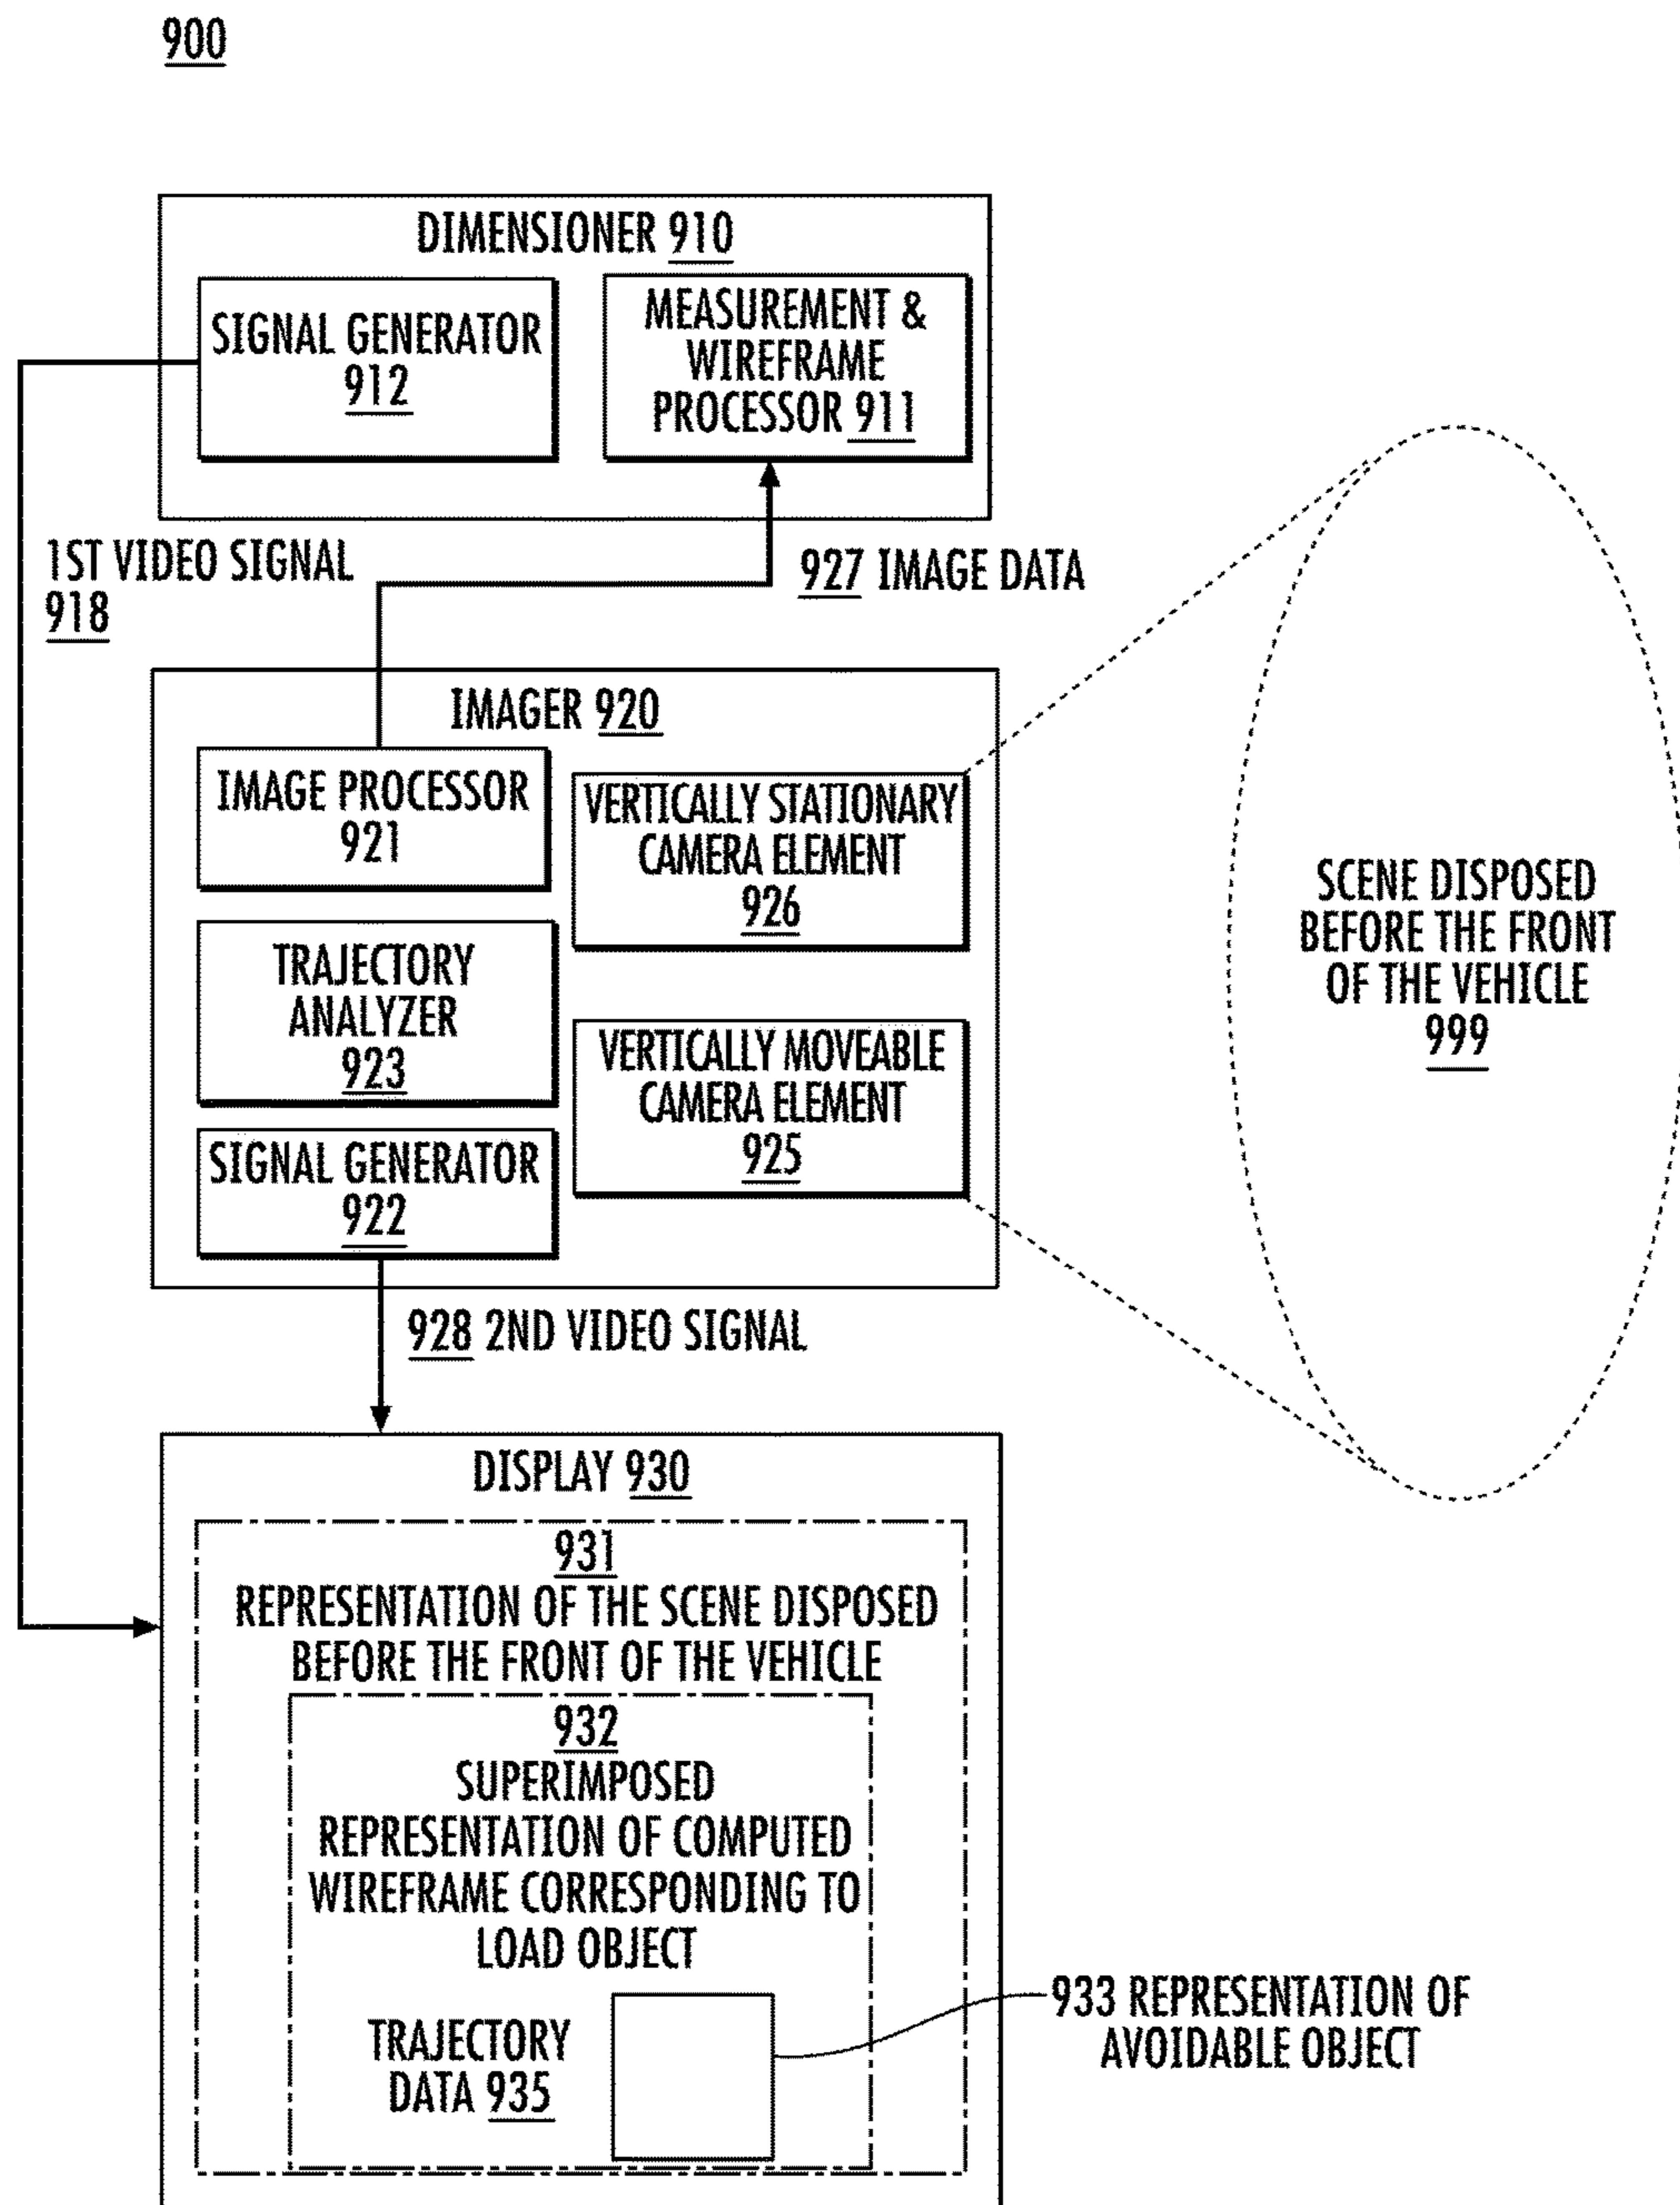 900
DIMENSIONER 910
SIGNAL GENERATOR
912
MEASUREMENT &
WIREFRAME
PROCESSOR 911
1ST VIDEO SIGNAL
918
927 IMAGE DATA
IMAGER 920
IMAGE PROCESSOR
921
VERTICALLY STATIONARY
CAMERA ELEMENT
926
TRAJECTORY
ANALYZER
923
VERTICALLY MOVEABLE
CAMERA ELEMENT
925
SIGNAL GENERATOR
922
SCENE DISPOSED
BEFORE THE FRONT
OF THE VEHICLE
999
928 2ND VIDEO SIGNAL
DISPLAY 930
931
REPRESENTATION OF THE SCENE DISPOSED
BEFORE THE FRONT OF THE VEHICLE
932
SUPERIMPOSED
REPRESENTATION OF COMPUTED
WIREFRAME CORRESPONDING TO
LOAD OBJECT
TRAJECTORY
DATA 935
933 REPRESENTATION OF
AVOIDABLE OBJECT